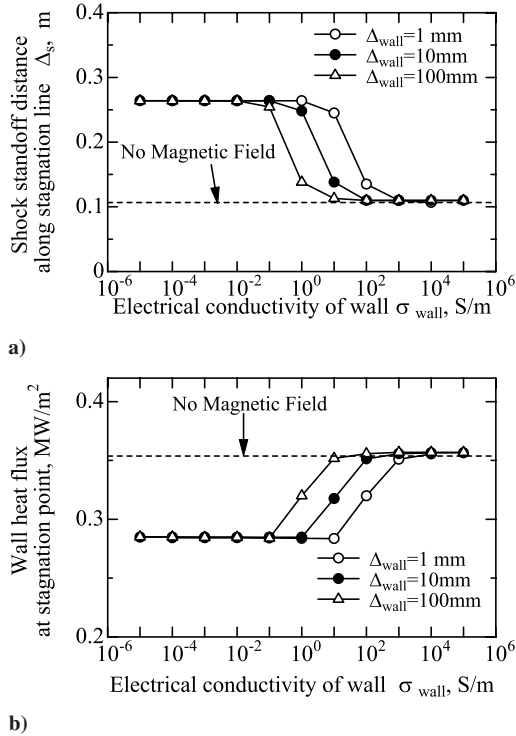 0.4
Δwall=1 mm
Δwall=10mm
Δwall=100mm
0.3
0.2
0.1
0
Shock standoff distance
along stagnation line Δs, m
No Magnetic Field
10⁻⁶ 10⁻⁴ 10⁻² 10⁰ 10² 10⁴ 10⁶
Electrical conductivity of wall σ wall, S/m
a)
0.4
0.3
0.2
Wall heat flux
at stagnation point, MW/m²
No Magnetic Field
Δwall=1 mm
Δwall=10mm
Δwall=100mm
10⁻⁶ 10⁻⁴ 10⁻² 10⁰ 10² 10⁴ 10⁶
Electrical conductivity of wall σ wall, S/m
b)